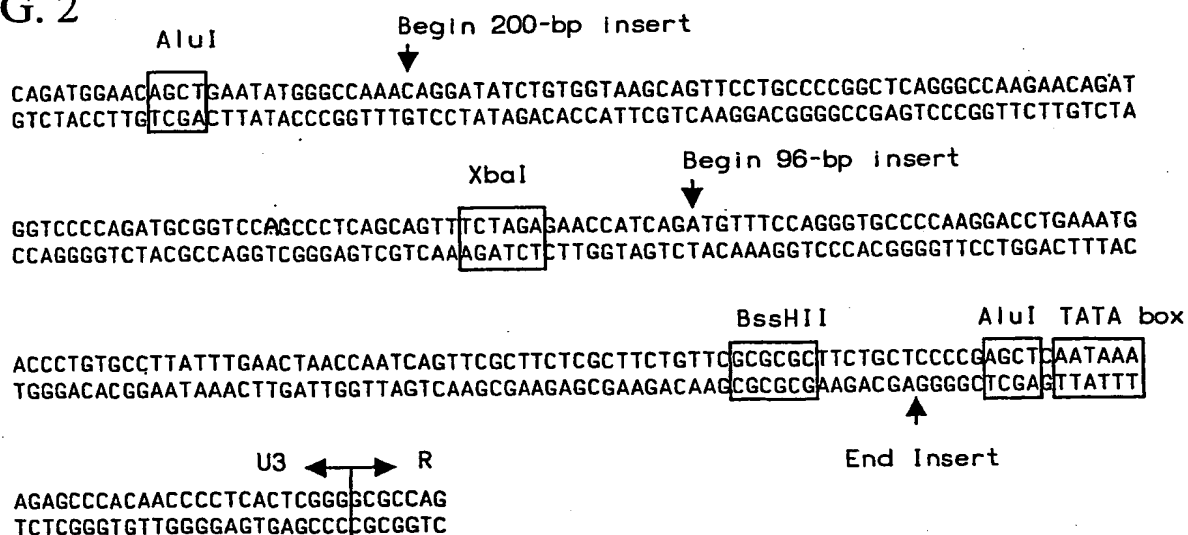 G. 2
Begin 200-bp insert
AluI
CAGATGGAACAGCTGAATATGGGCCAAACAGGATATCTGTGGTAAGCAGTTCCTGCCCCGGCTCAGGGCCAAGAACAGAT
GTCTACCTTGTCGACTTATACCCGGTTTGTCCTATAGACACCATTCGTCAAGGACGGGGCCGAGTCCCGGTTCTTGTCTA
Begin 96-bp insert
XbaI
GGTCCCCAGATGCGGTCCAGCCCTCAGCAGTTTCTAGAGAACCATCAGATGTTTCCAGGGTGCCCCAAGGACCTGAAATG
CCAGGGGTCTACGCCAGGTCGGGAGTCGTCAAAGATCTCTTGGTAGTCTACAAAGGTCCCACGGGGTTCCTGGACTTTAC
BssHII AluI TATA box
ACCCTGTGCCTTATTTGAACTAACCAATCAGTTCGCTTCTCGCTTCTGTTCGCGCGCTTCTGCTCCCCGAGCTCAATAAA
TGGGACACGGAATAAACTTGATTGGTTAGTCAAGCGAAGAGCGAAGACAAGCGCGCGAAGACGAGGGGCTCGAGTTATTT
End Insert
U3 R
AGAGCCCACAACCCCTCACTCGGGGCGCCAG
TCTCGGGTGTTGGGGAGTGAGCCCCGCGGTC